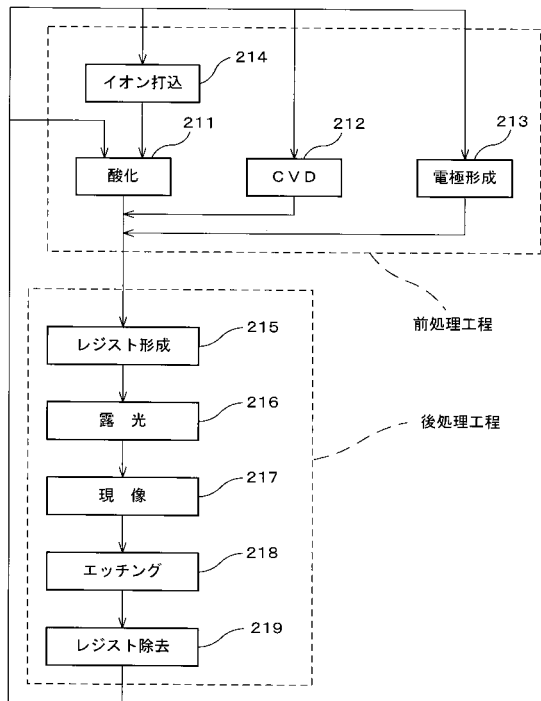 214
イオン打込
211
212
213
酸化
CVD
電極形成
前処理工程
レジスト形成
215
露 光
216
後処理工程
現 像
217
エッチング
218
レジスト除去
219